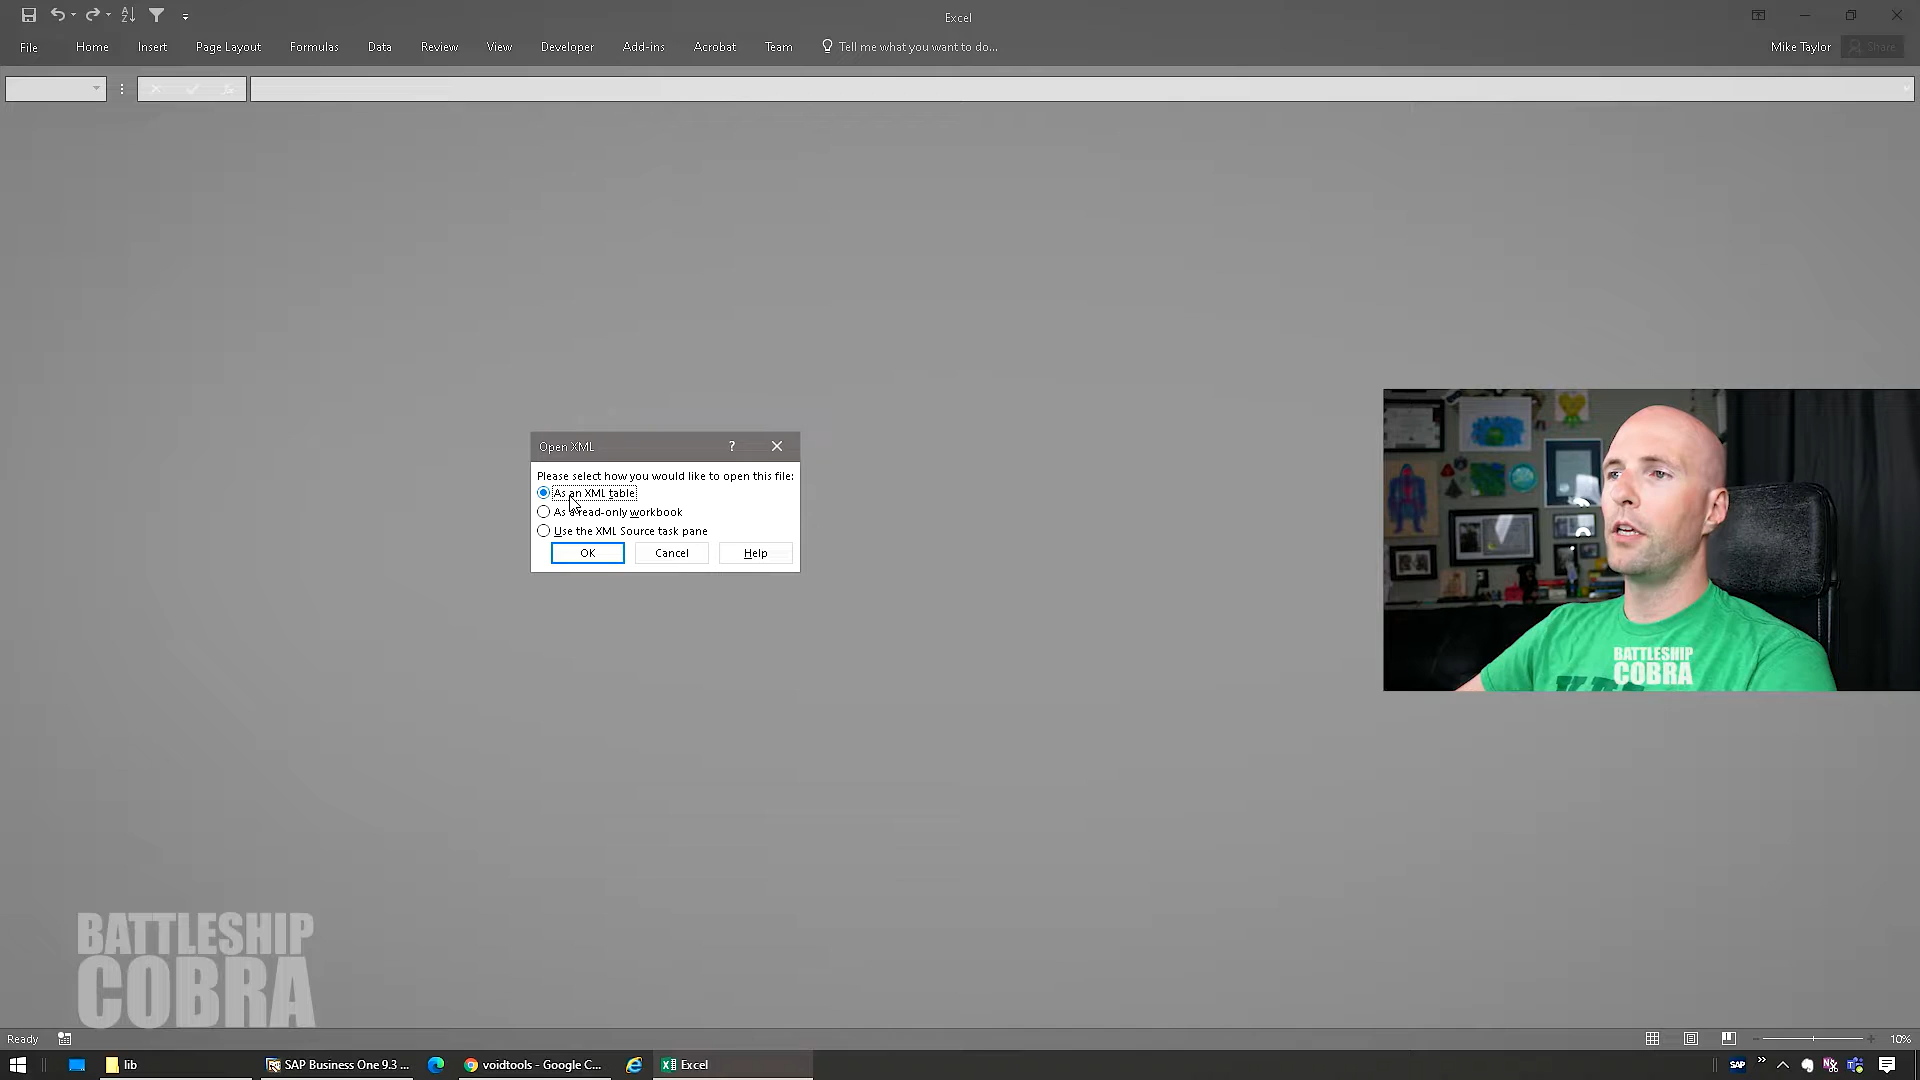 Excel
File Home Insert Page Layout Formulas Data Review View Developer Add-ins Acrobat Team Tell me what you want to do... Mike Taylor Share
fx
Open XML ?
Please select how you would like to open this file:
As an XML table
As a read-only workbook
Use the XML Source task pane
OK Cancel Help
BATTLESHIP
COBRA
BATTLESHIP
COBRA
Ready 10%
lib SAP Business One 9.3 ... voidtools - Google C... Excel SAP